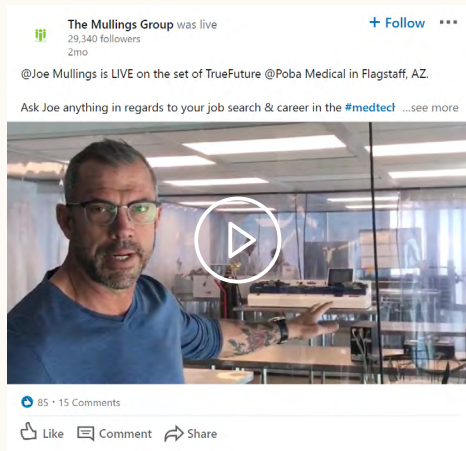 The Mullings Group was live
+ Follow
29,340 followers
2mo
@Joe Mullings is LIVE on the set of TrueFuture @Poba Medical in Flagstaff, AZ.
Ask Joe anything in regards to your job search & career in the #medtech ...see more
85 • 15 Comments
Like
Comment
Share